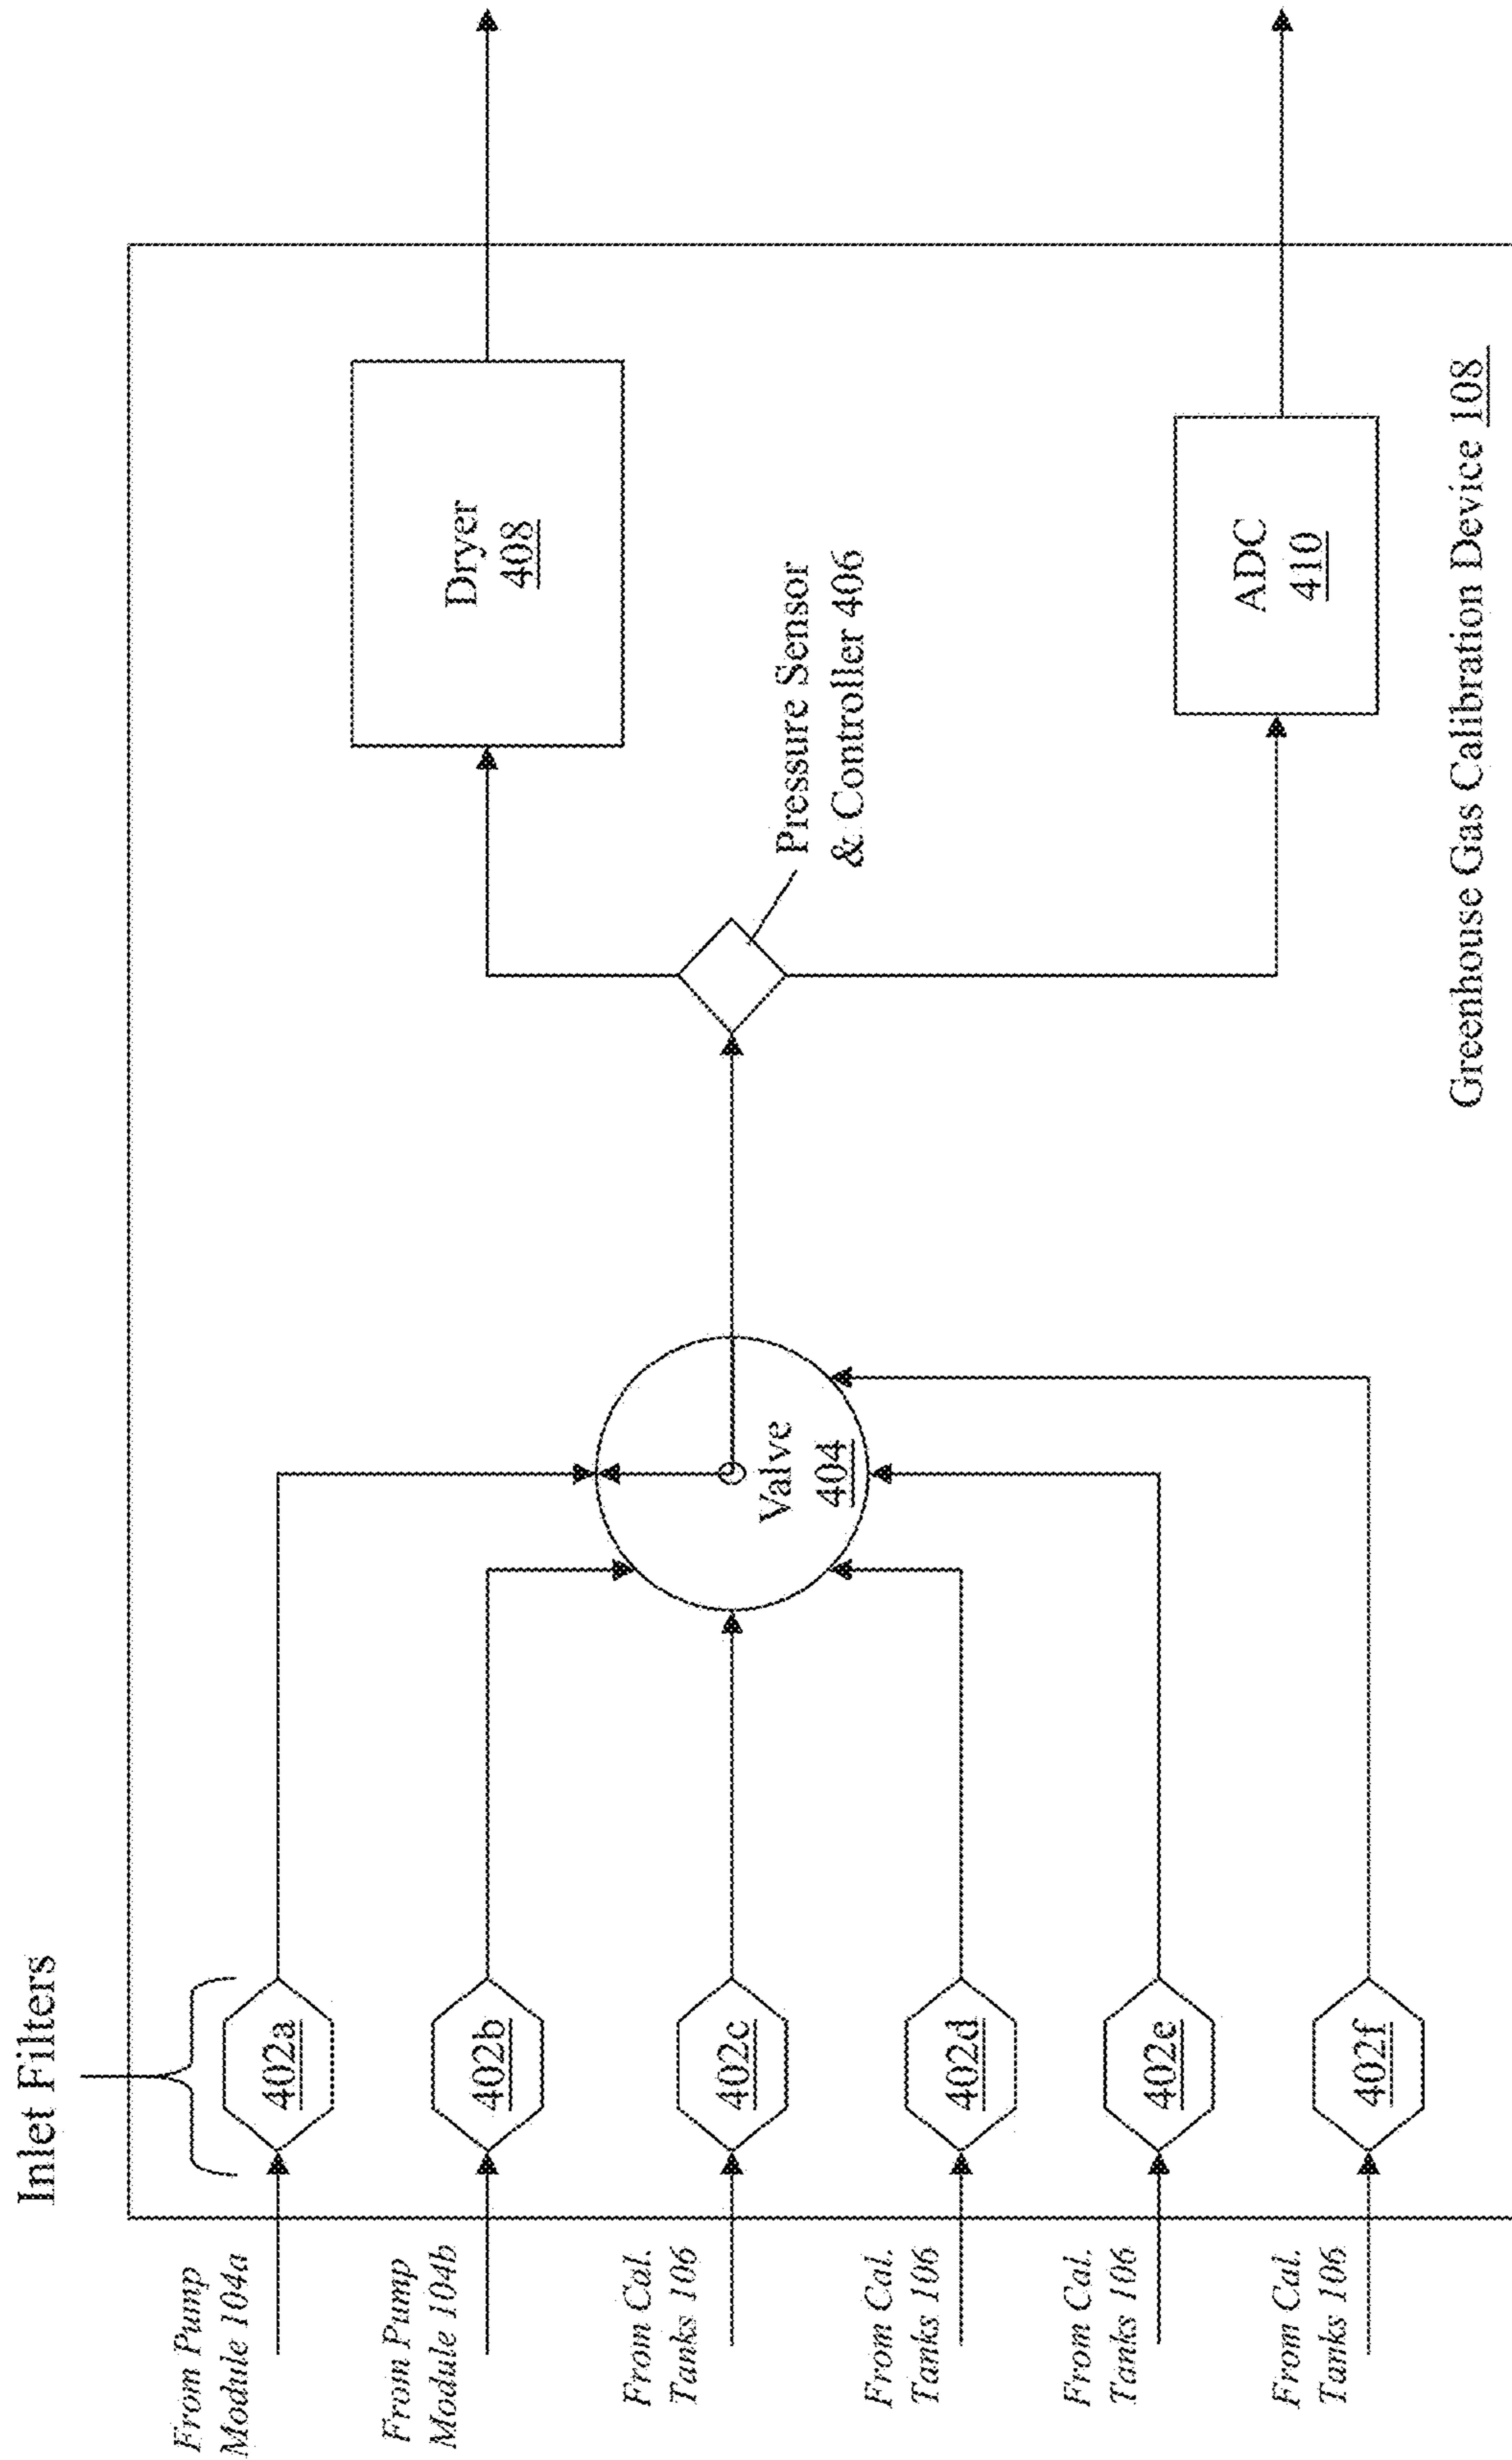 Inlet Filters
From Pump
Module 104a
402a
From Pump
Module 104b
402b
From Cal.
Tanks 106
402c
From Cal.
Tanks 106
402d
From Cal.
Tanks 106
402e
From Cal.
Tanks 106
402f
Valve
404
Pressure Sensor
& Controller 406
Dryer
408
ADC
410
Greenhouse Gas Calibration Device 108